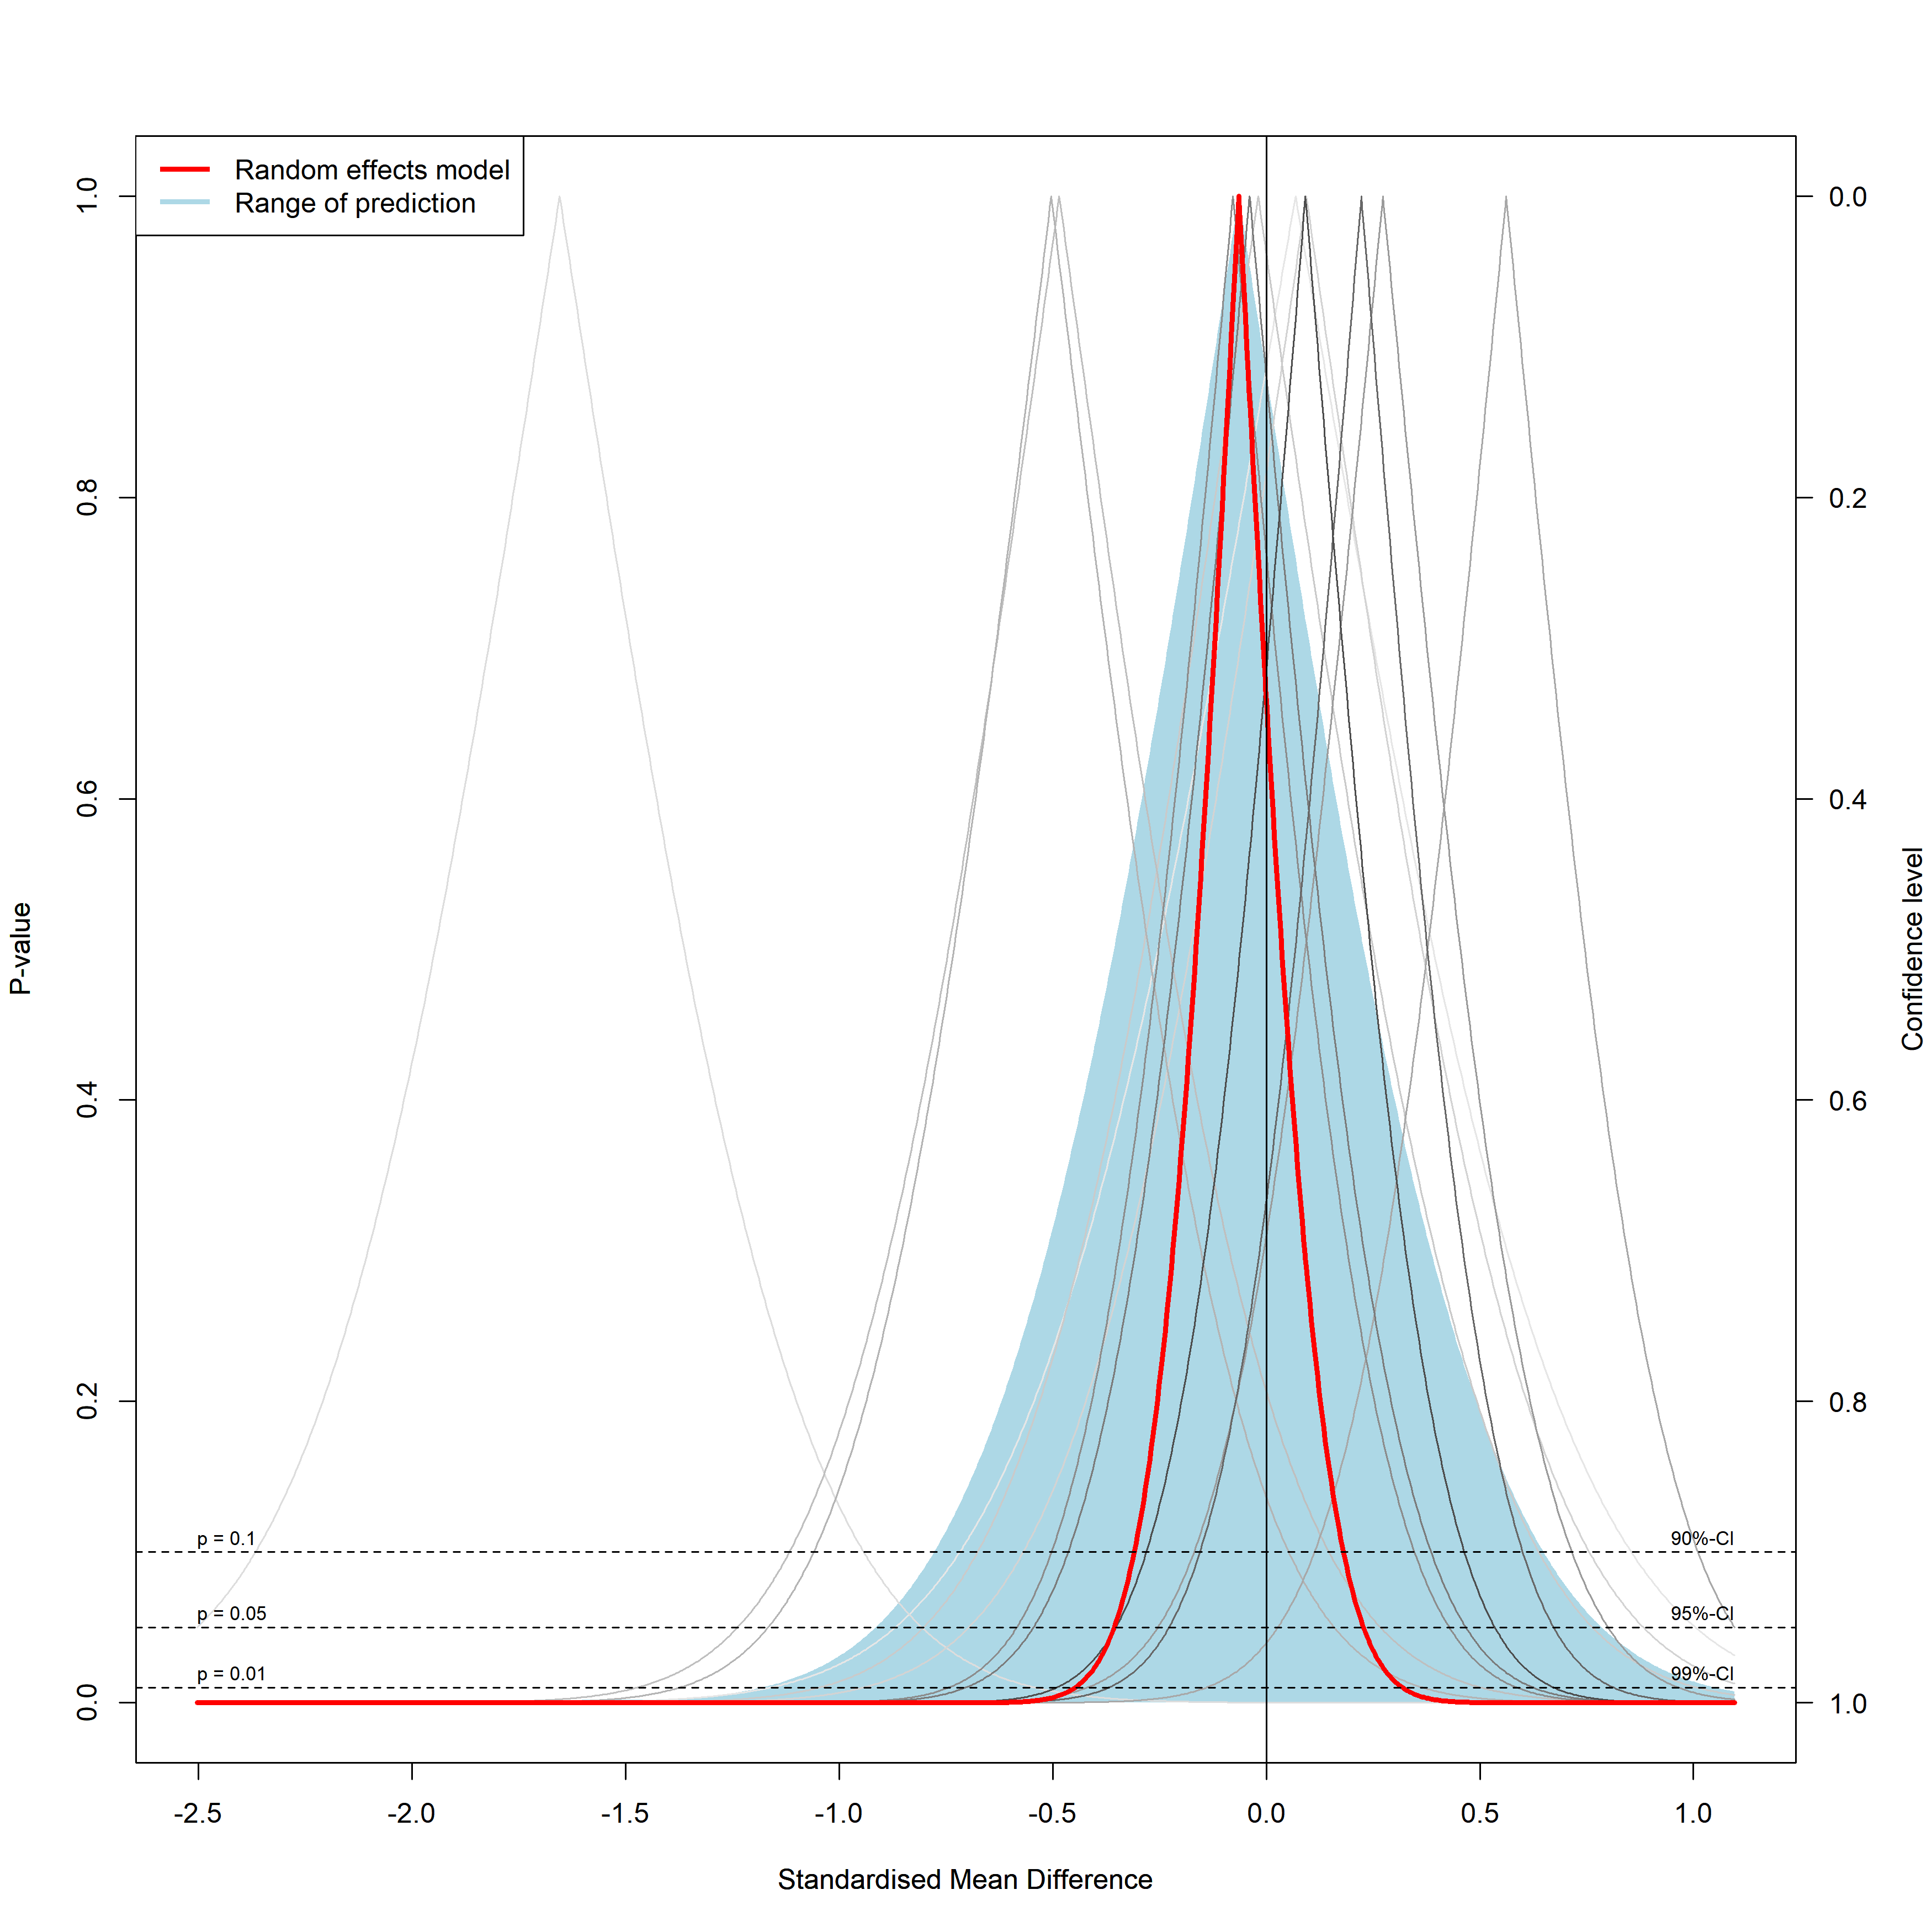 Random effects model
Range of prediction
1.0
0.8
0.6
0.4
0.2
0.0
P-value
0.0
0.2
0.4
0.6
0.8
1.0
Confidence level
p = 0.1
90%-CI
p = 0.05
95%-CI
p = 0.01
99%-CI
-2.5
-2.0
-1.5
-1.0
-0.5
0.0
0.5
1.0
Standardised Mean Difference